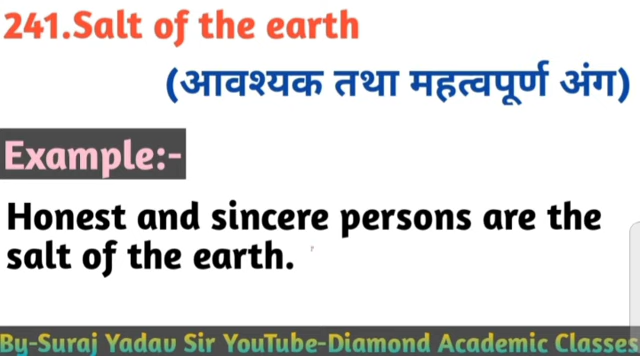 241.Salt of the earth
(आवश्यक तथा महत्वपूर्ण अंग)
Example:-
Honest and sincere persons are the
salt of the earth.
By-Suraj Yadav Sir YouTube-Diamond Academic Classes